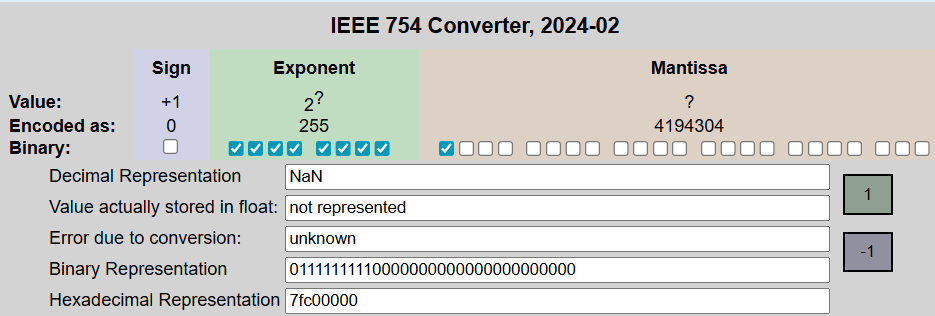 IEEE 754 Converter, 2024-02
Sign Exponent Mantissa
Value: +1 2? ?
Encoded as: 0 255 4194304
Binary:
Decimal Representation NaN
Value actually stored in float: not represented
1
Error due to conversion: unknown
-1
Binary Representation 01111111110000000000000000000000
Hexadecimal Representation 7fc00000